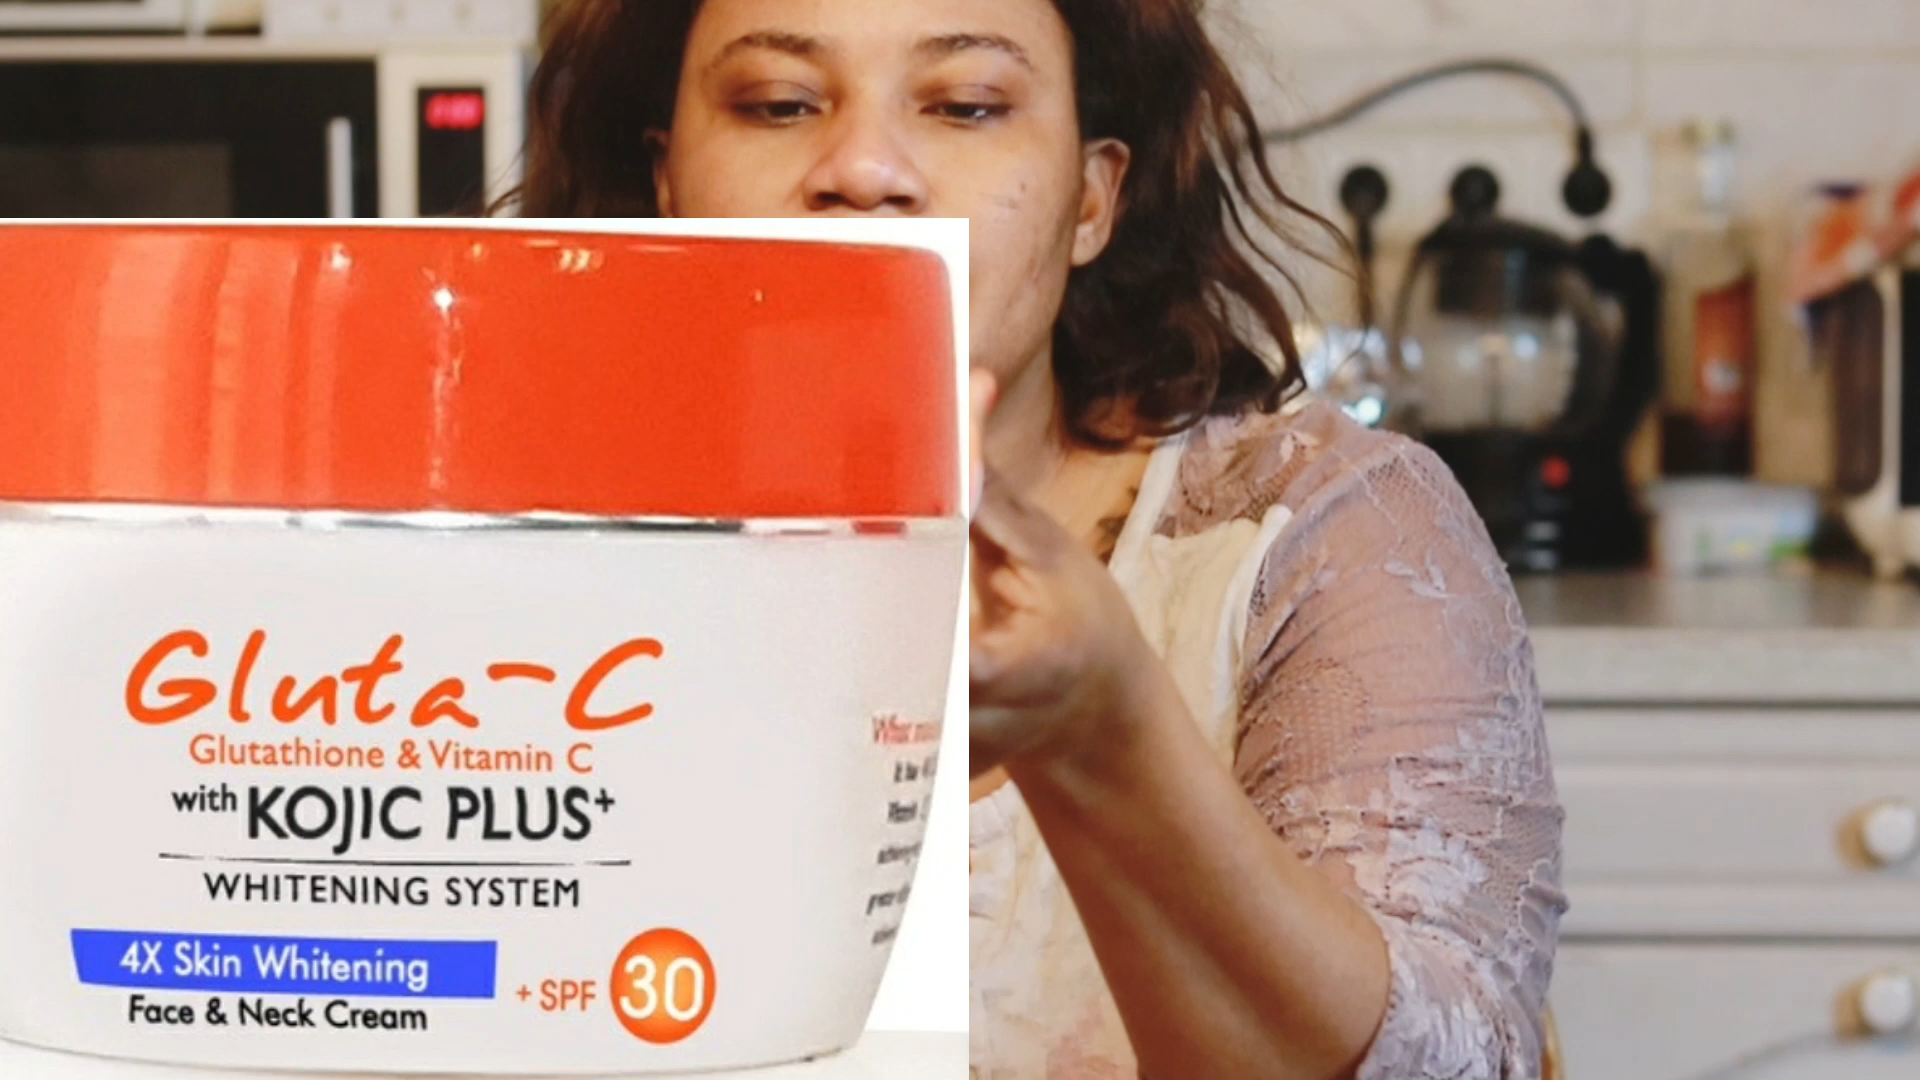 Gluta-C
Glutathione & Vitamin C
with KOJIC PLUS+
WHITENING SYSTEM
4X Skin Whitening
Face & Neck Cream
+ SPF 30